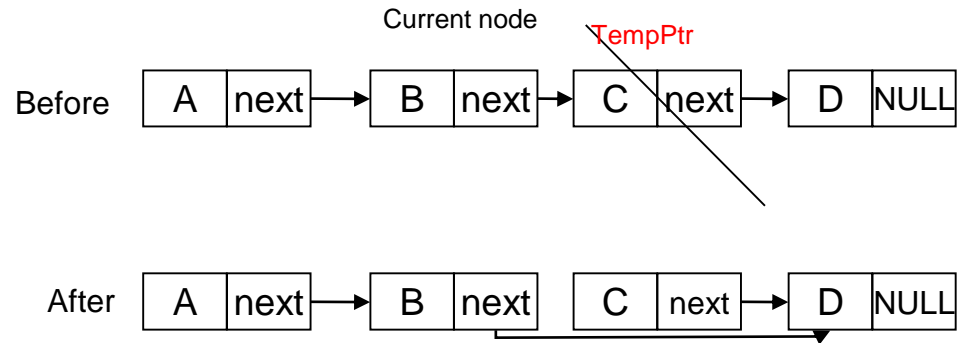 Current node
TempPtr
Before A next B next C next D NULL
After A next B next C next D NULL